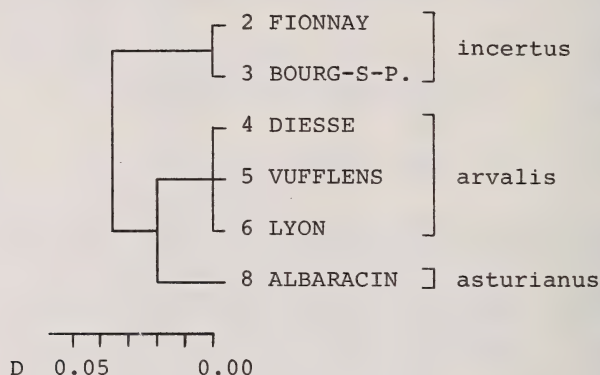 2 FIONNAY
incertus
3 BOURG-S-P.
4 DIESSE
5 VUFFLENS
arvalis
6 LYON
8 ALBARACIN
asturianus
D 0.05 0.00